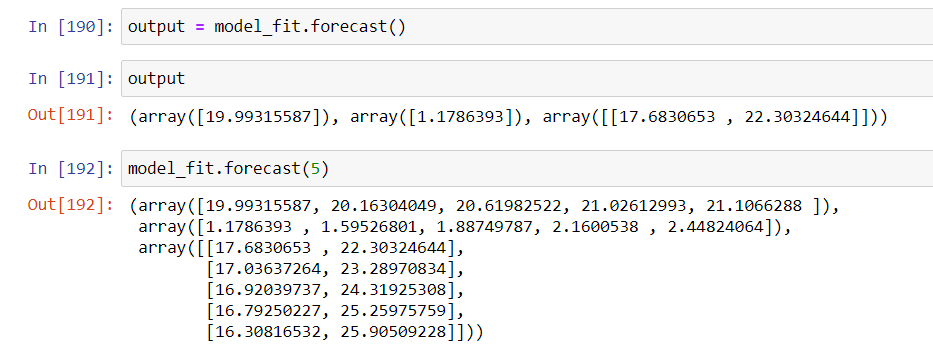 In [190]: output = model_fit.forecast()
In [191]: output
Out[191]: (array([19.99315587]), array([1.1786393]), array([[17.6830653 , 22.30324644]]))
In [192]: model_fit.forecast(5)
Out[192]: (array([19.99315587, 20.16304049, 20.61982522, 21.02612993, 21.1066288 ]),
array([1.1786393 , 1.59526801, 1.88749787, 2.1600538 , 2.44824064]),
array([[17.6830653 , 22.30324644],
[17.03637264, 23.28970834],
[16.92039737, 24.31925308],
[16.79250227, 25.25975759],
[16.30816532, 25.90509228]]))